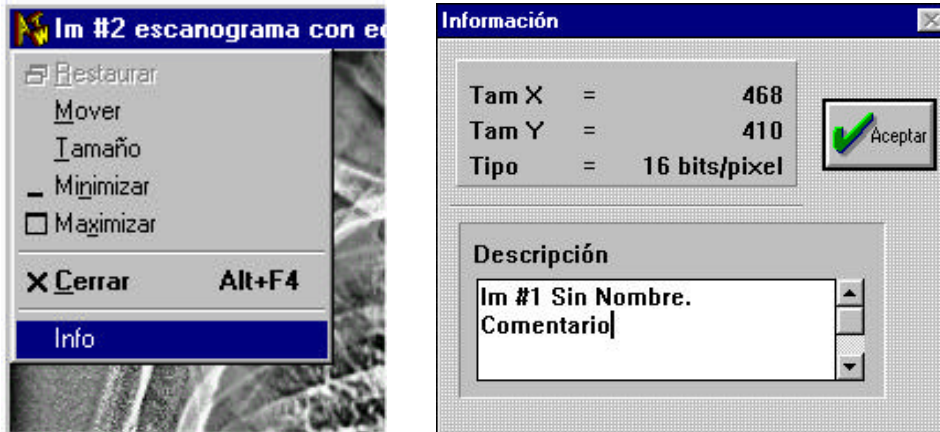 Im #2 escanograma con
Restaurar
Mover
Tamaño
Minimizar
Maximizar
Cerrar Alt+F4
Info
Información
Tam X = 468
Tam Y = 410
Tipo = 16 bits/pixel
Aceptar
Descripción
Im #1 Sin Nombre.
Comentario